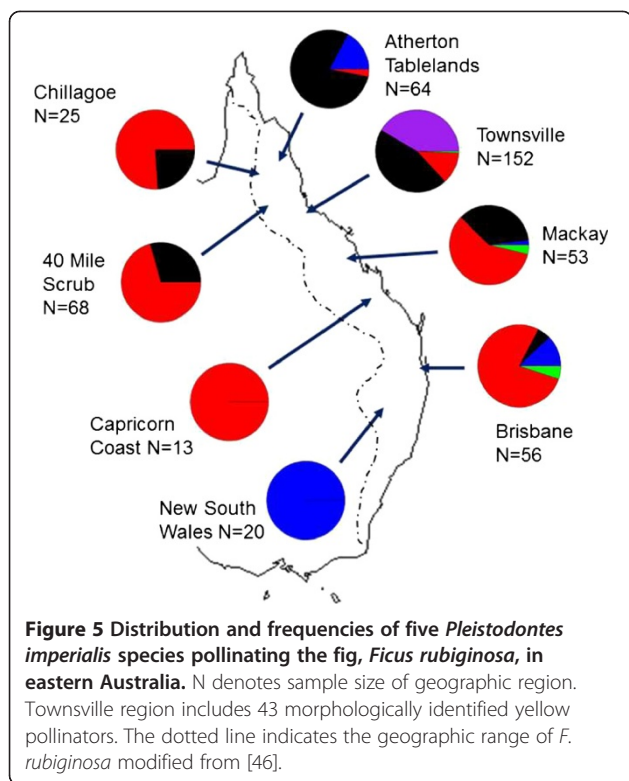 Atherton
Tablelands
N=64
Chillagoe
N=25
Townsville
N=152
Mackay
N=53
40 Mile
Scrub
N=68
Capricorn
Coast N=13
Brisbane
N=56
New South
Wales N=20
Figure 5 Distribution and frequencies of five Pleistodontes
imperialis species pollinating the fig, Ficus rubiginosa, in
eastern Australia. N denotes sample size of geographic region.
Townsville region includes 43 morphologically identified yellow
pollinators. The dotted line indicates the geographic range of F.
rubiginosa modified from [46].